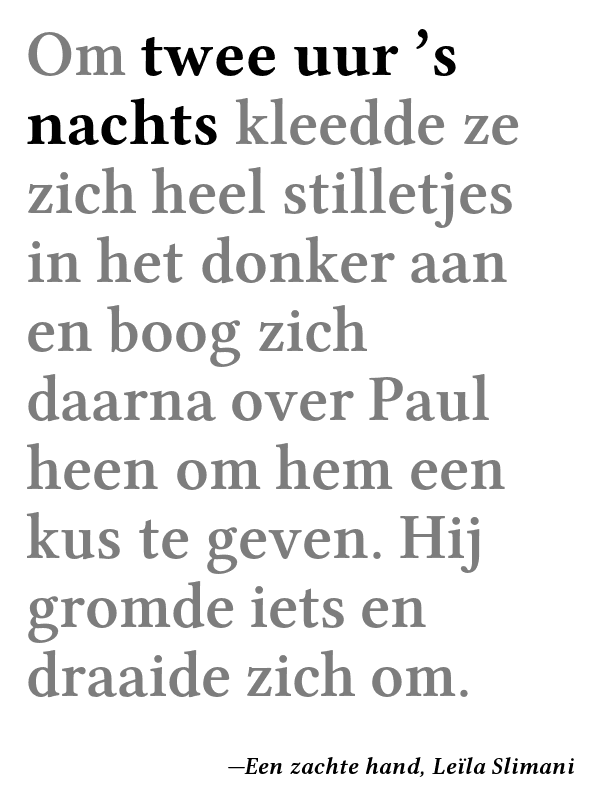 Om twee uur ’s
nachts kleedde ze
zich heel stilletjes
in het donker aan
en boog zich
daarna over Paul
heen om hem een
kus te geven. Hij
gromde iets en
draaide zich om.
—Een zachte hand, Leïla Slimani